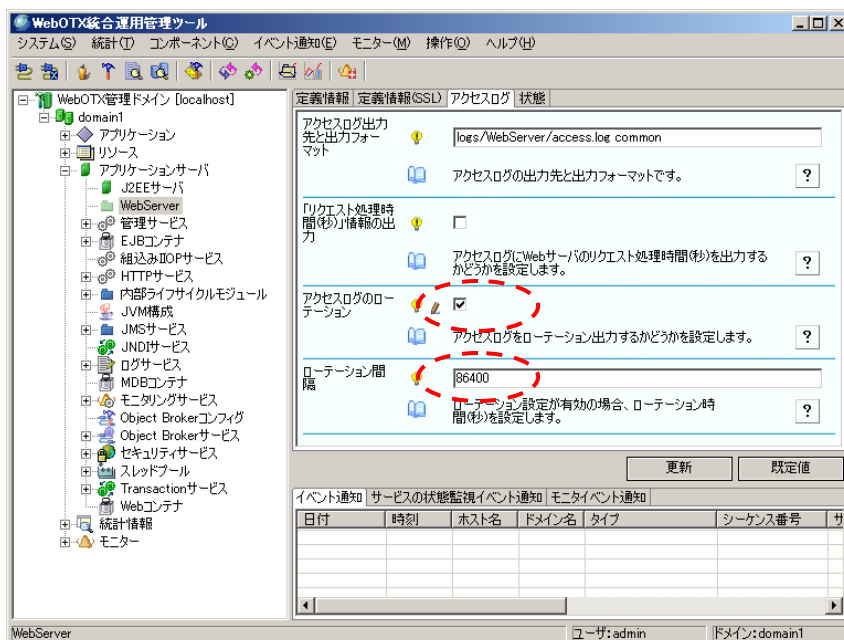 WebOTX統合運用管理ツール
システム(S) 統計(T) コンポーネント(C) イベント通知(E) モニター(M) 操作(O) ヘルプ(H)
WebOTX管理ドメイン [localhost]
domain1
アプリケーション
リソース
アプリケーションサーバ
J2EEサーバ
WebServer
管理サービス
EJBコンテナ
組込みIIOPサービス
HTTPサービス
内部ライフサイクルモジュール
JVM構成
JMSサービス
JNDIサービス
ログサービス
MDBコンテナ
モニタリングサービス
Object Brokerコンフィグ
Object Brokerサービス
セキュリティサービス
スレッドプール
Transactionサービス
Webコンテナ
統計情報
モニター
定義情報 定義情報(SSL) アクセスログ 状態
アクセスログ出力
先と出力フォー
マット
logs/WebServer/access.log common
アクセスログの出力先と出力フォーマットです。 ?
「リクエスト処理時
間(秒)」情報の出
力
アクセスログにWebサーバのリクエスト処理時間(秒)を出力する
かどうかを設定します。 ?
アクセスログのロー
テーション
アクセスログをローテーション出力するかどうかを設定します。 ?
ローテーション間
隔
86400
ローテーション設定が有効の場合、ローテーション時
間(秒)を設定します。 ?
更新 既定値
イベント通知 サービスの状態監視イベント通知 モニタイベント通知
日付 時刻 ホスト名 ドメイン名 タイプ シーケンス番号 サ
WebServer ユーザ:admin ドメイン:domain1